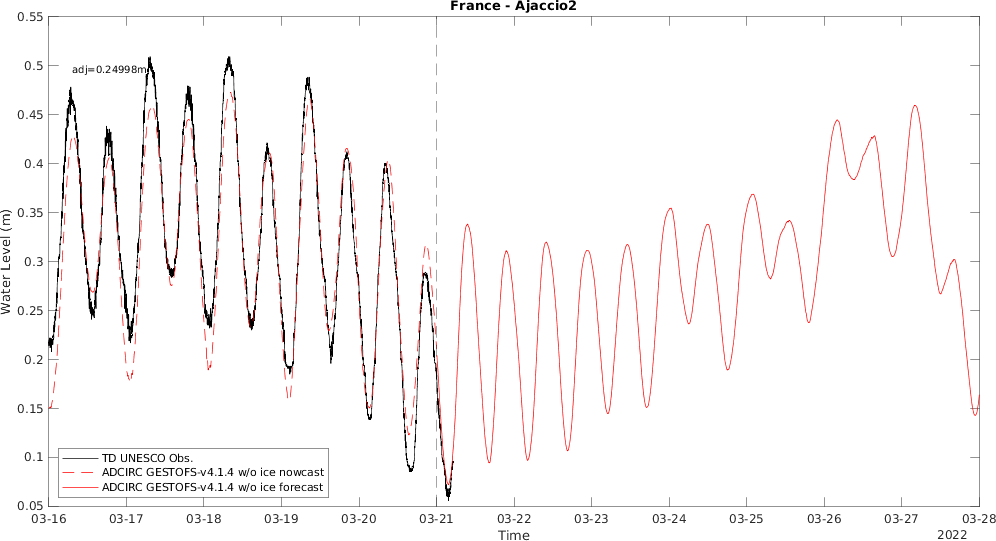 France - Ajaccio2
adj=0.24998m
Water Level (m)
0.55
0.5
0.45
0.4
0.35
0.3
0.25
0.2
0.15
0.1
0.05
TD UNESCO Obs.
ADCIRC GESTOFS-v4.1.4 w/o ice nowcast
ADCIRC GESTOFS-v4.1.4 w/o ice forecast
03-16 03-17 03-18 03-19 03-20 03-21 03-22 03-23 03-24 03-25 03-26 03-27 03-28
Time
2022